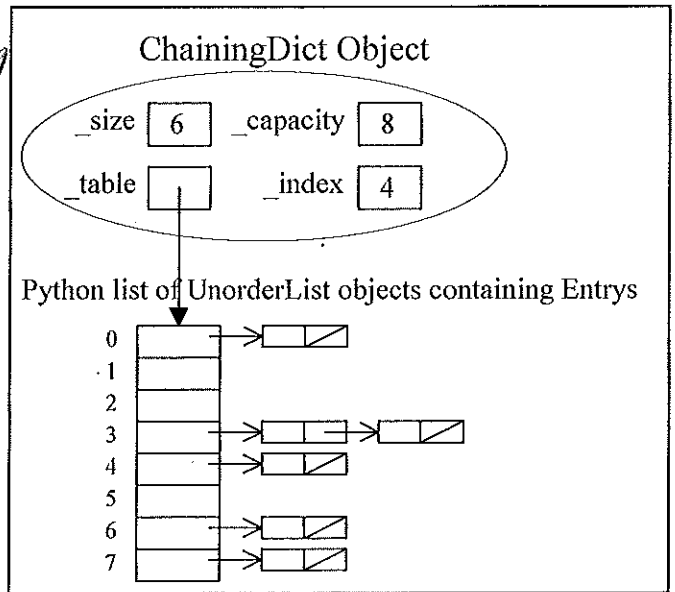 ChainingDict Object
_size 6 _capacity 8
_table _index 4
Python list of UnorderList objects containing Entrys
0
1
2
3
4
5
6
7